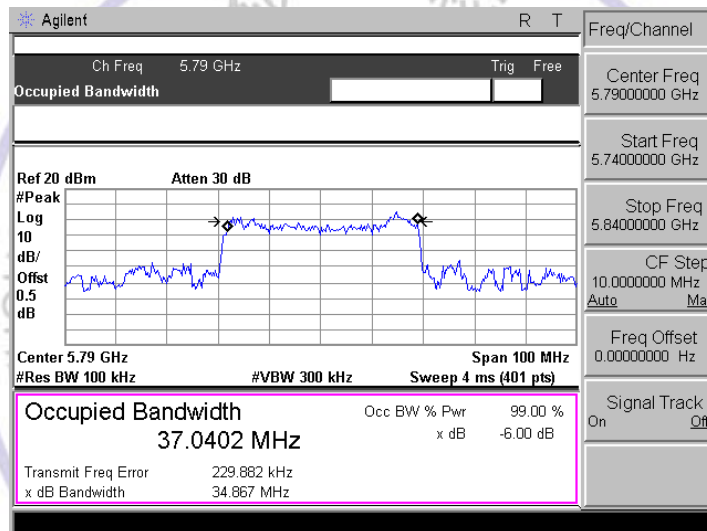 Agilent R T
Ch Freq 5.79 GHz Trig Free
Occupied Bandwidth
Ref 20 dBm Atten 30 dB
#Peak
Log
10
dB/
Offst
0.5
dB
Center 5.79 GHz Span 100 MHz
#Res BW 100 kHz #VBW 300 kHz Sweep 4 ms (401 pts)
Occupied Bandwidth Occ BW % Pwr 99.00 %
37.0402 MHz x dB -6.00 dB
Transmit Freq Error 229.882 kHz
x dB Bandwidth 34.867 MHz
Freq/Channel
Center Freq
5.79000000 GHz
Start Freq
5.74000000 GHz
Stop Freq
5.84000000 GHz
CF Step
10.0000000 MHz
Auto Ma
Freq Offset
0.00000000 Hz
Signal Track
On Off